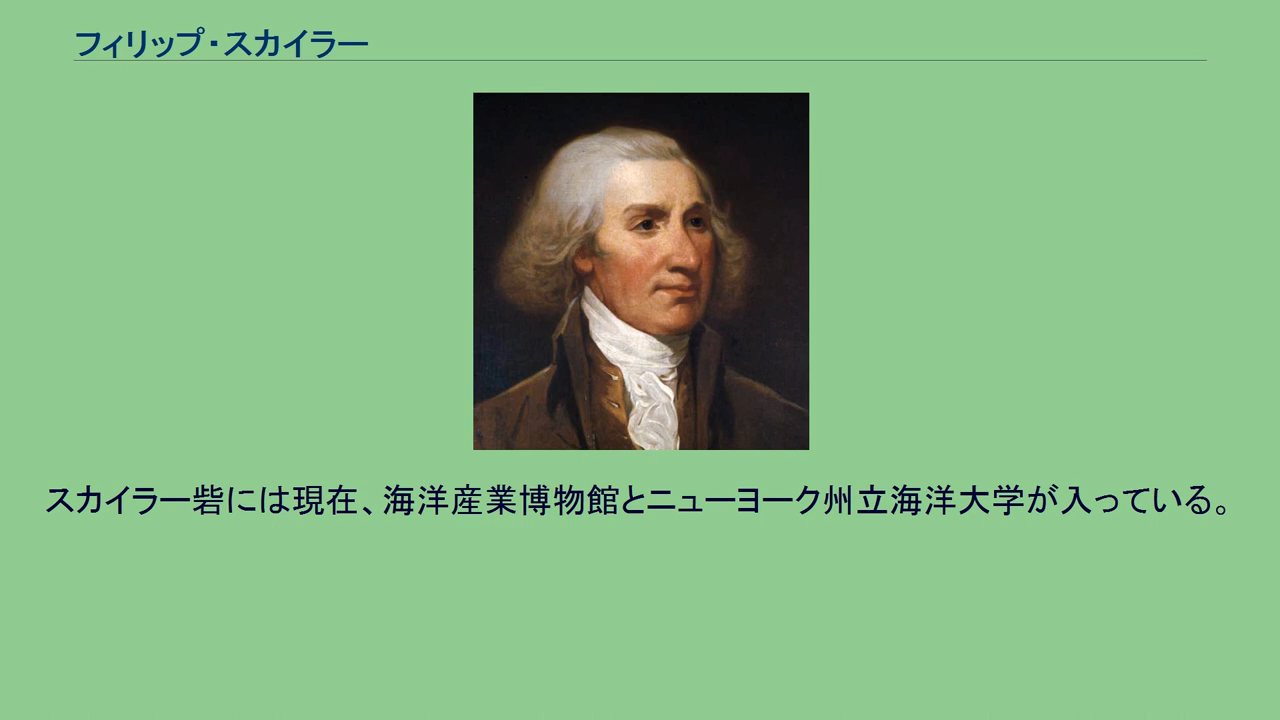 フィリップ・スカイラー
スカイラー砦には現在、海洋産業博物館とニューヨーク州立海洋大学が入っている。